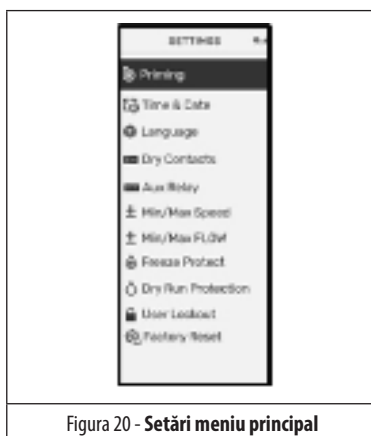 SETTINGS
Priming
Time & Date
Language
Dry Contacts
Aux Relay
Min/Max Speed
Min/Max FLOW
Freeze Protect
Dry Run Protection
User Lockout
Factory Reset
Figura 20 - Setări meniu principal